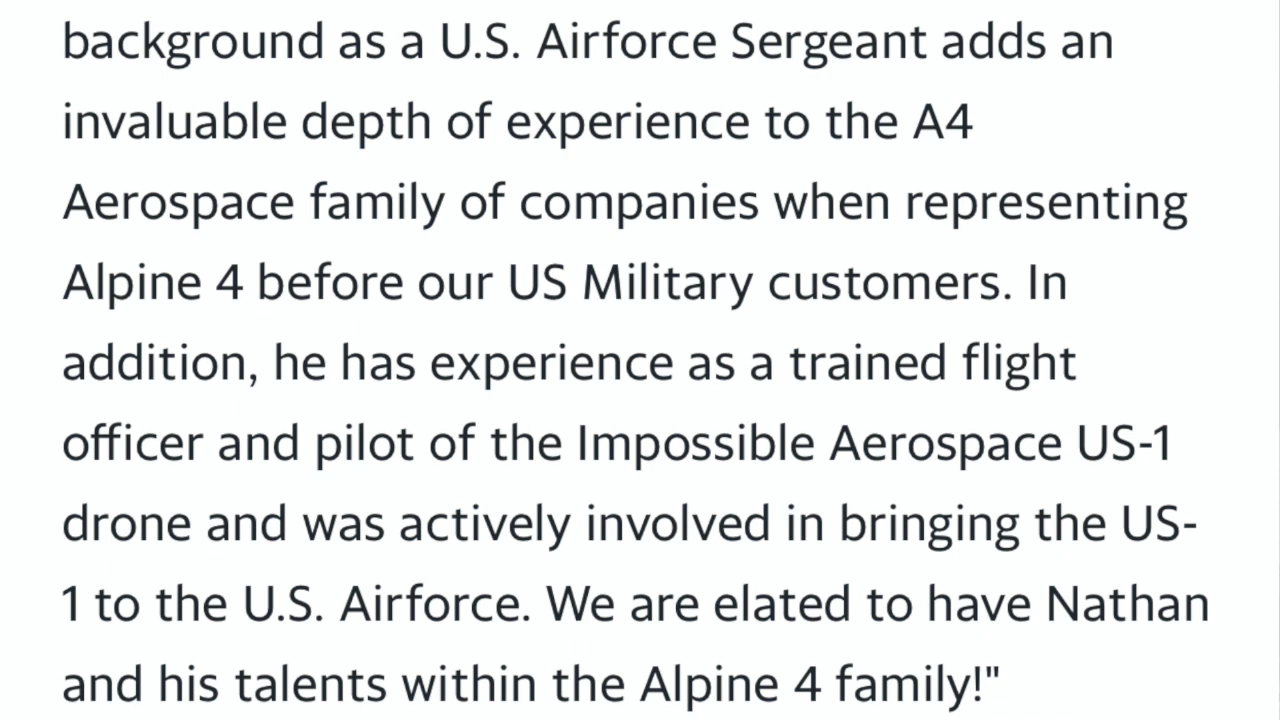 background as a U.S. Airforce Sergeant adds an
invaluable depth of experience to the A4
Aerospace family of companies when representing
Alpine 4 before our US Military customers. In
addition, he has experience as a trained flight
officer and pilot of the Impossible Aerospace US-1
drone and was actively involved in bringing the US-
1 to the U.S. Airforce. We are elated to have Nathan
and his talents within the Alpine 4 family!"